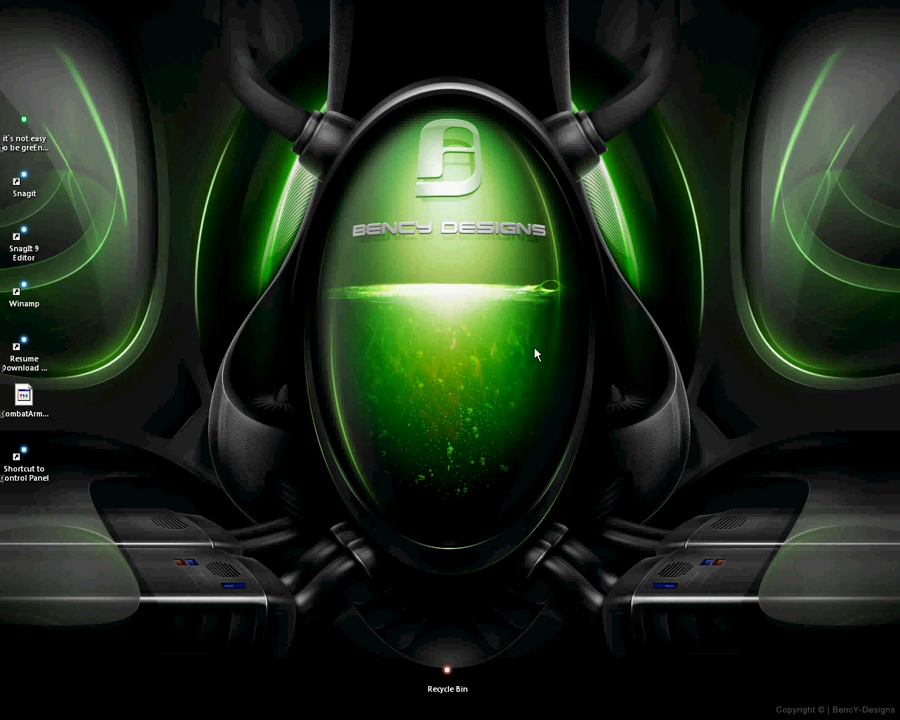 BENCY DESIGNS
it's not easy
o be greEn...
Snagit
SnagIt 9
Editor
Winamp
Resume
Download ...
CombatArm...
Shortcut to
Control Panel
Recycle Bin
Copyright © | BencY-Designs